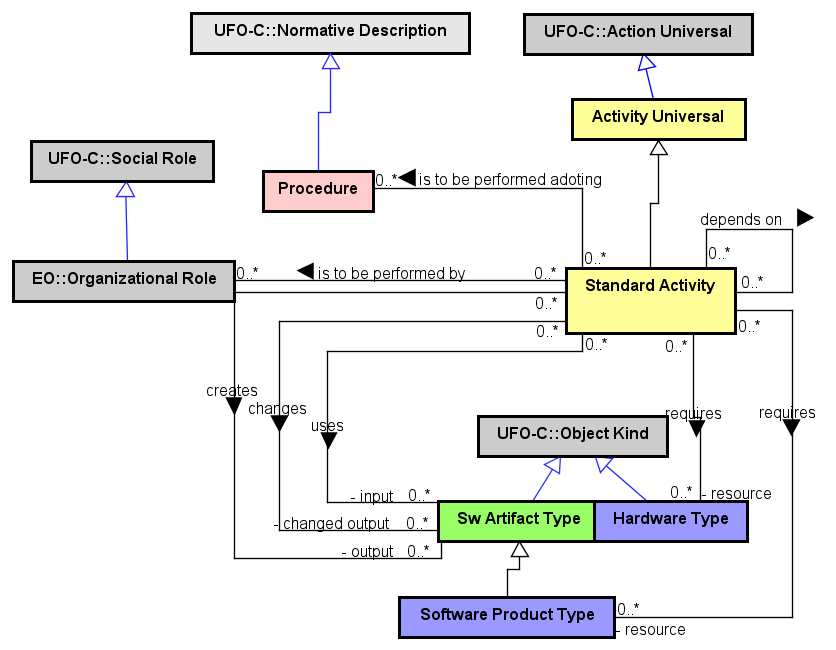 UFO-C::Normative Description
UFO-C::Action Universal
Activity Universal
UFO-C::Social Role
Procedure
0..*
is to be performed adoting
depends on
0..*
0..*
EO::Organizational Role
0..*
is to be performed by
0..*
Standard Activity
0..*
0..*
0..*
0..*
0..*
0..*
creates
changes
uses
requires
requires
UFO-C::Object Kind
- input
0..*
0..*
- resource
- changed output
0..*
Sw Artifact Type
Hardware Type
- output
0..*
Software Product Type
0..*
- resource